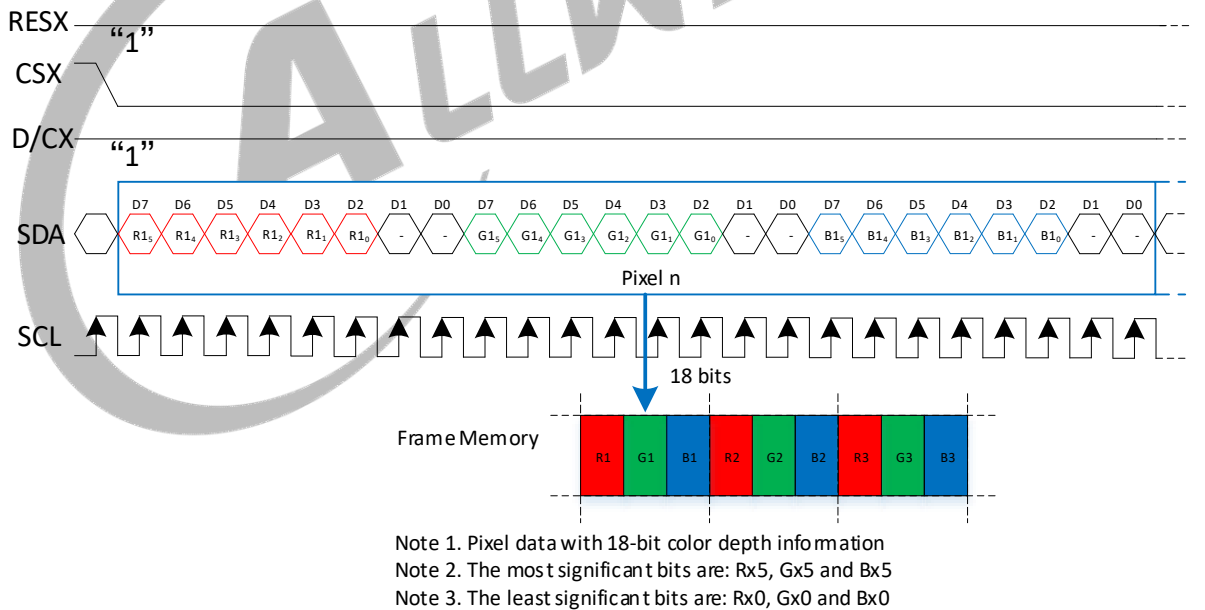 RESX
“1”
CSX
D/CX
“1”
D7 D6 D5 D4 D3 D2 D1 D0 D7 D6 D5 D4 D3 D2 D1 D0 D7 D6 D5 D4 D3 D2 D1 D0
SDA R1₅ R1₄ R1₃ R1₂ R1₁ R1₀ - - G1₅ G1₄ G1₃ G1₂ G1₁ G1₀ - - B1₅ B1₄ B1₃ B1₂ B1₁ B1₀ - -
Pixel n
SCL
18 bits
Frame Memory
R1 G1 B1 R2 G2 B2 R3 G3 B3
Note 1. Pixel data with 18-bit color depth information
Note 2. The most significant bits are: Rx5, Gx5 and Bx5
Note 3. The least significant bits are: Rx0, Gx0 and Bx0